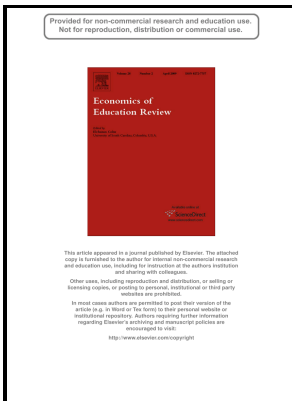 Provided for non-commercial research and education use.
Not for reproduction, distribution or commercial use.
Economics of
Education Review
ScienceDirect
This article appeared in a journal published by Elsevier. The attached
copy is furnished to the author for internal non-commercial research
and education use, including for instruction at the authors institution
and sharing with colleagues.
Other uses, including reproduction and distribution, or selling or
licensing copies, or posting to personal, institutional or third party
websites are prohibited.
In most cases authors are permitted to post their version of the
article (e.g. in Word or Tex form) to their personal website or
institutional repository. Authors requiring further information
regarding Elsevier's archiving and manuscript policies are
encouraged to visit:
http://www.elsevier.com/copyright